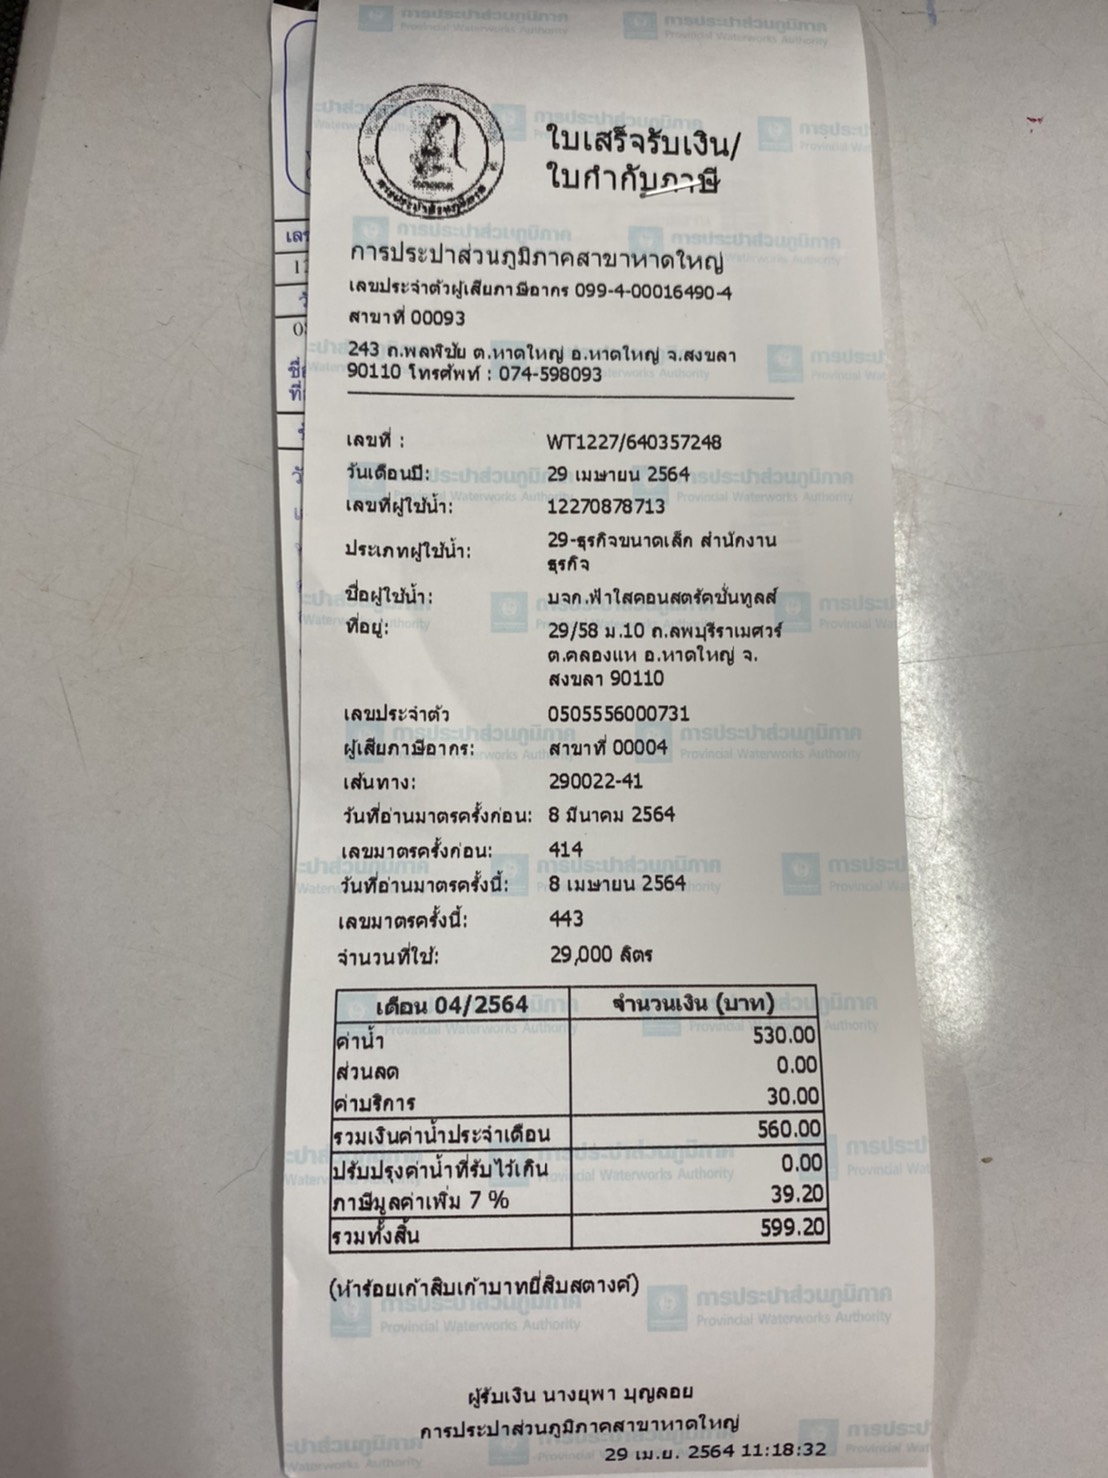 ใบเสร็จรับเงิน/
ใบกำกับภาษี
การประปาส่วนภูมิภาคสาขาหาดใหญ่
เลขประจำตัวผู้เสียภาษีอากร 099-4-00016490-4
สาขาที่ 00093
243 ถ.พลพิชัย ต.หาดใหญ่ อ.หาดใหญ่ จ.สงขลา
90110 โทรศัพท์ : 074-598093
เลขที่ : WT1227/640357248
วันเดือนปี: 29 เมษายน 2564
เลขที่ผู้ใช้น้ำ: 12270878713
ประเภทผู้ใช้น้ำ: 29-ธุรกิจขนาดเล็ก สำนักงาน
ธุรกิจ
ชื่อผู้ใช้น้ำ: บจก.ฟ้าใสคอนสตรัคชั่นทูลส์
ที่อยู่: 29/58 ม.10 ถ.ลพบุรีราเมศวร์
ต.คลองแห อ.หาดใหญ่ จ.
สงขลา 90110
เลขประจำตัว 0505556000731
ผู้เสียภาษีอากร: สาขาที่ 00004
เส้นทาง: 290022-41
วันที่อ่านมาตรครั้งก่อน: 8 มีนาคม 2564
เลขมาตรครั้งก่อน: 414
วันที่อ่านมาตรครั้งนี้: 8 เมษายน 2564
เลขมาตรครั้งนี้: 443
จำนวนที่ใช้: 29,000 ลิตร
เดือน 04/2564 จำนวนเงิน (บาท)
ค่าน้ำ 530.00
ส่วนลด 0.00
ค่าบริการ 30.00
รวมเงินค่าน้ำประจำเดือน 560.00
ปรับปรุงค่าน้ำที่รับไว้เกิน 0.00
ภาษีมูลค่าเพิ่ม 7 % 39.20
รวมทั้งสิ้น 599.20
(ห้าร้อยเก้าสิบเก้าบาทยี่สิบสตางค์)
ผู้รับเงิน นางยุพา บุญลอย
การประปาส่วนภูมิภาคสาขาหาดใหญ่
29 เม.ย. 2564 11:18:32